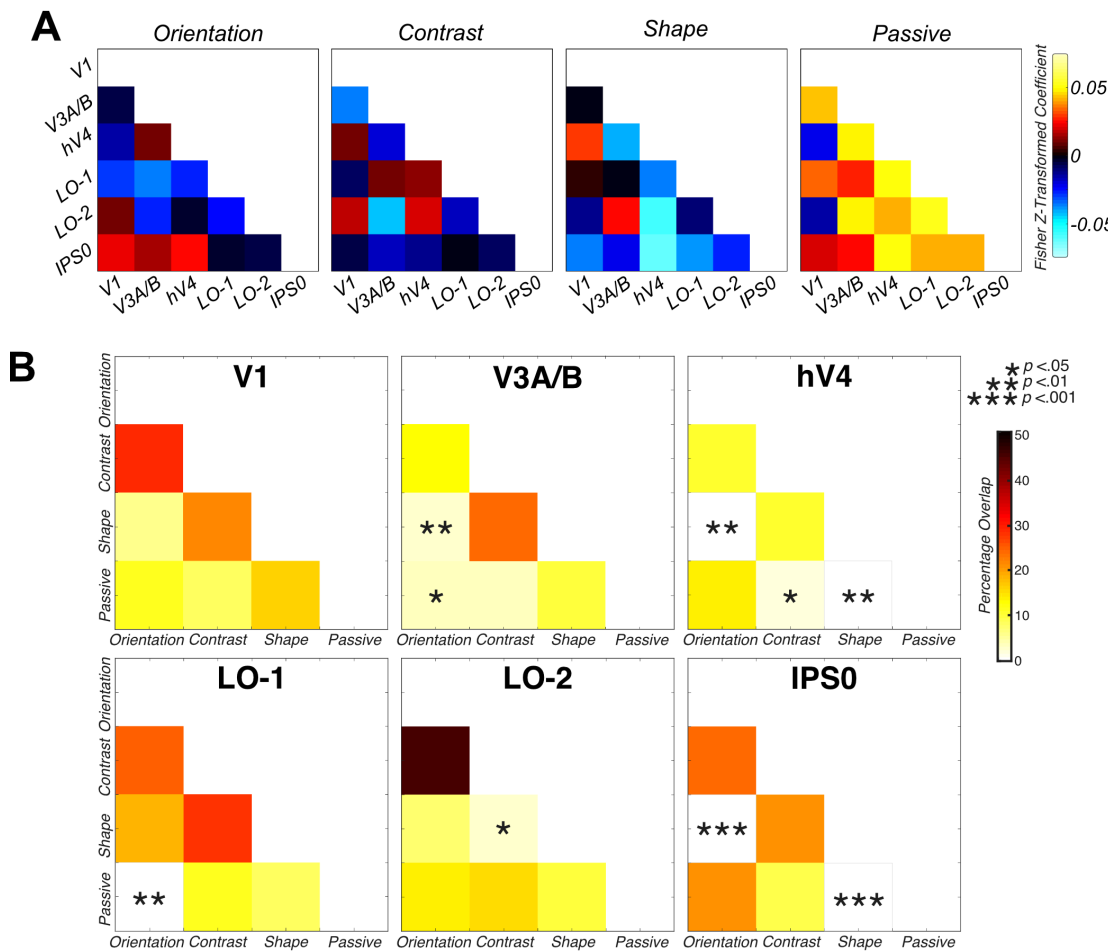 A
Orientation Contrast Shape Passive
V1
V3A/B
hV4
LO-1
LO-2
IPS0
V1 V3A/B hV4 LO-1 LO-2 IPS0
V1 V3A/B hV4 LO-1 LO-2 IPS0
V1 V3A/B hV4 LO-1 LO-2 IPS0
V1 V3A/B hV4 LO-1 LO-2 IPS0
0.05
0
-0.05
Fisher Z-Transformed Coefficient
B
V1 V3A/B hV4
Orientation
Contrast
Shape
Passive
** **
* * **
Orientation Contrast Shape Passive
Orientation Contrast Shape Passive
Orientation Contrast Shape Passive
* p<.05
** p<.01
*** p<.001
50
40
30
20
10
0
Percentage Overlap
LO-1 LO-2 IPS0
Orientation
Contrast
Shape
Passive
* ***
** ***
Orientation Contrast Shape Passive
Orientation Contrast Shape Passive
Orientation Contrast Shape Passive